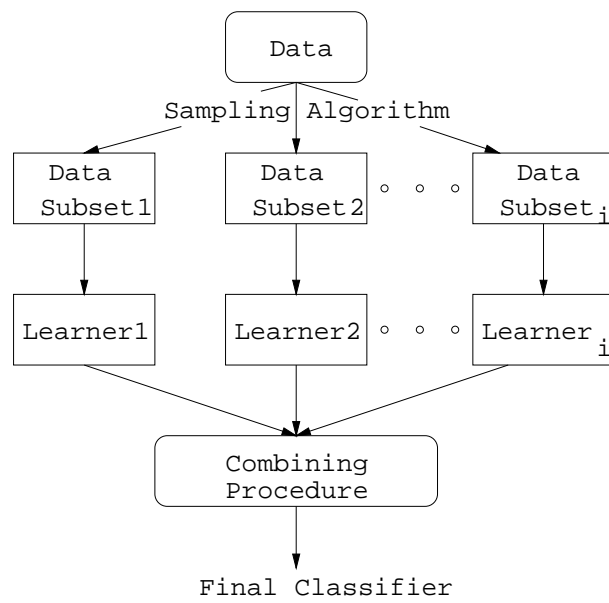 Data
Sampling Algorithm
Data
Subset1
Data
Subset2
Data
Subset i
Learner1
Learner2
Learner i
Combining
Procedure
Final Classifier